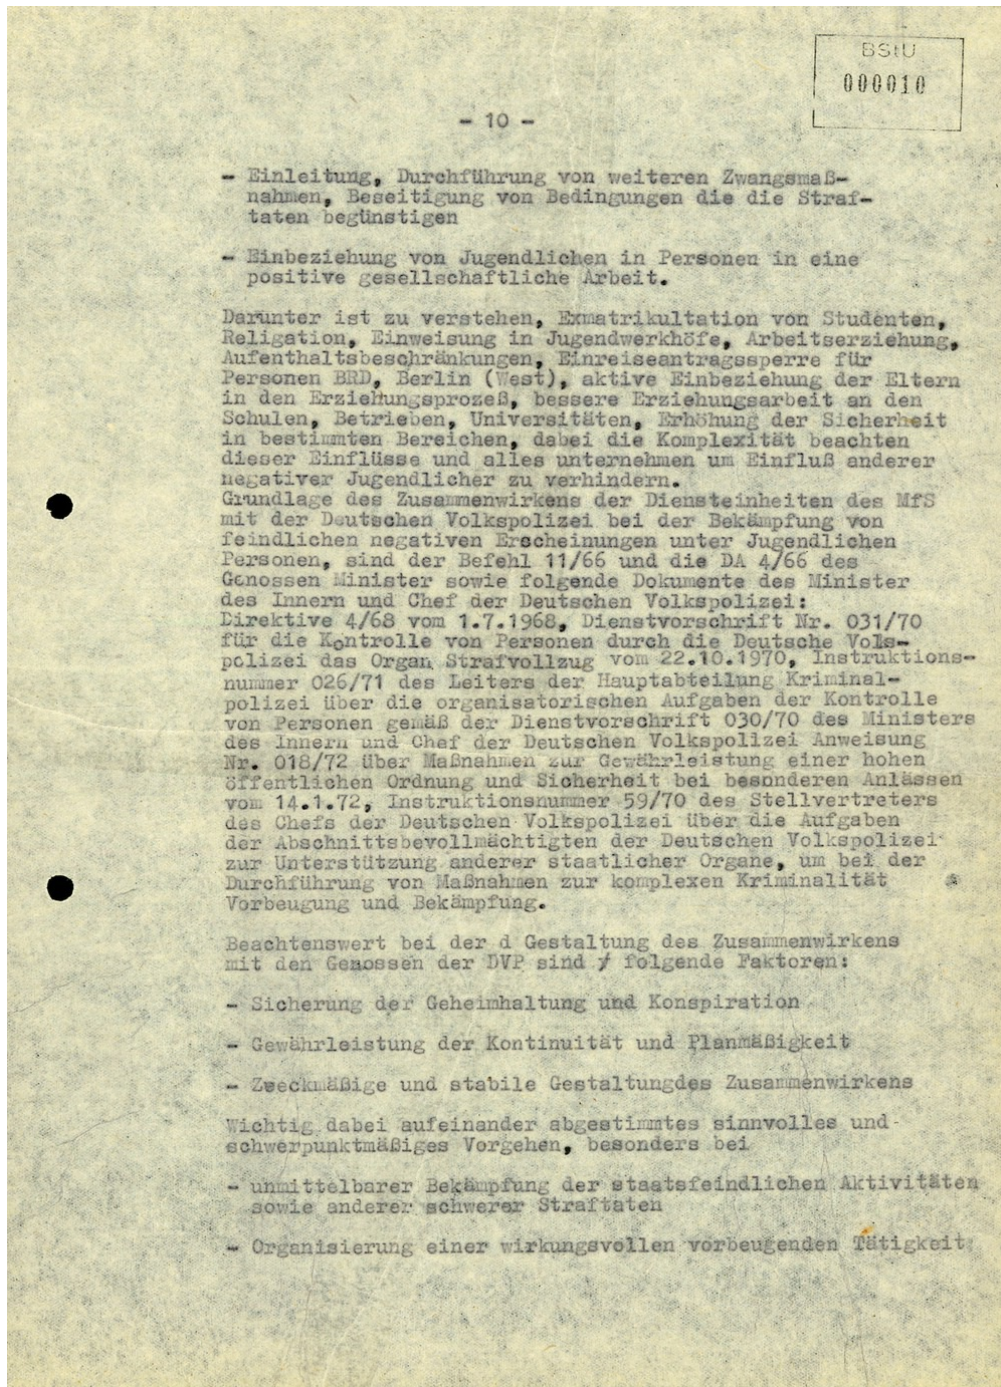 BStU
000010
- 10 -
- Einleitung, Durchführung von weiteren Zwangsmaß-
nahmen, Beseitigung von Bedingungen die die Straf-
taten begünstigen
- Einbeziehung von Jugendlichen in Personen in eine
positive gesellschaftliche Arbeit.
Darunter ist zu verstehen, Exmatrikultation von Studenten,
Religation, Einweisung in Jugendwerkhöfe, Arbeitserziehung,
Aufenthaltsbeschränkungen, Einreiseantragssperre für
Personen BRD, Berlin (West), aktive Einbeziehung der Eltern
in den Erziehungsprozeß, bessere Erziehungsarbeit an den
Schulen, Betrieben, Universitäten, Erhöhung der Sicherheit
in bestimmten Bereichen, dabei die Komplexität beachten
dieser Einflüsse und alles unternehmen um Einfluß anderer
negativer Jugendlicher zu verhindern.
Grundlage des Zusammenwirkens der Diensteinheiten des MfS
mit der Deutschen Volkspolizei bei der Bekämpfung von
feindlichen negativen Erscheinungen unter Jugendlichen
Personen, sind der Befehl 11/66 und die DA 4/66 des
Genossen Minister sowie folgende Dokumente des Minister
des Innern und Chef der Deutschen Volkspolizei:
Direktive 4/68 vom 1.7.1968, Dienstvorschrift Nr. 031/70
für die Kontrolle von Personen durch die Deutsche Vols-
polizei das Organ Strafvollzug vom 22.10.1970, Instruktions-
nummer 026/71 des Leiters der Hauptabteilung Kriminal-
polizei über die organisatorischen Aufgaben der Kontrolle
von Personen gemäß der Dienstvorschrift 030/70 des Ministers
des Innern und Chef der Deutschen Volkspolizei Anweisung
Nr. 018/72 über Maßnahmen zur Gewährleistung einer hohen
öffentlichen Ordnung und Sicherheit bei besonderen Anlässen
vom 14.1.72, Instruktionsnummer 59/70 des Stellvertreters
des Chefs der Deutschen Volkspolizei über die Aufgaben
der Abschnittsbevollmächtigten der Deutschen Volkspolizei
zur Unterstützung anderer staatlicher Organe, um bei der
Durchführung von Maßnahmen zur komplexen Kriminalität
Vorbeugung und Bekämpfung.
Beachtenswert bei der d Gestaltung des Zusammenwirkens
mit den Genossen der DVP sind / folgende Faktoren:
- Sicherung der Geheimhaltung und Konspiration
- Gewährleistung der Kontinuität und Planmäßigkeit
- Zweckmäßige und stabile Gestaltungdes Zusammenwirkens
Wichtig dabei aufeinander abgestimmtes sinnvolles und
schwerpunktmäßiges Vorgehen, besonders bei
- unmittelbarer Bekämpfung der staatsfeindlichen Aktivitäten
sowie anderer schwerer Straftaten
- Organisierung einer wirkungsvollen vorbeugenden Tätigkeit